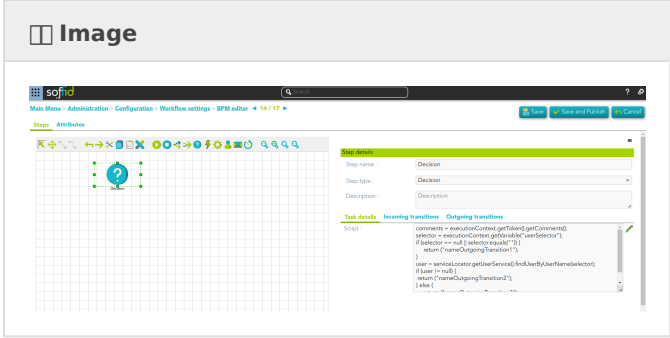 Image
soffid
Search
?
Main Menu > Administration > Configuration > Workflow settings > BPM editor ◄ 14 / 17 ►
Save
Save and Publish
Cancel
Steps Attributes
Decision
Step details
Step name : Decision
Step type : Decision
Description : Description
Task details Incoming transitions Outgoing transitions
Script :
comments = executionContext.getToken().getComments();
selector = executionContext.getVariable("userSelector");
if (selector == null || selector.equals("")) {
return ("nameOutgoingTransition1");
}
user = serviceLocator.getUserService().findUserByUserName(selector);
if (user != null) {
return ("nameOutgoingTransition2");
} else {